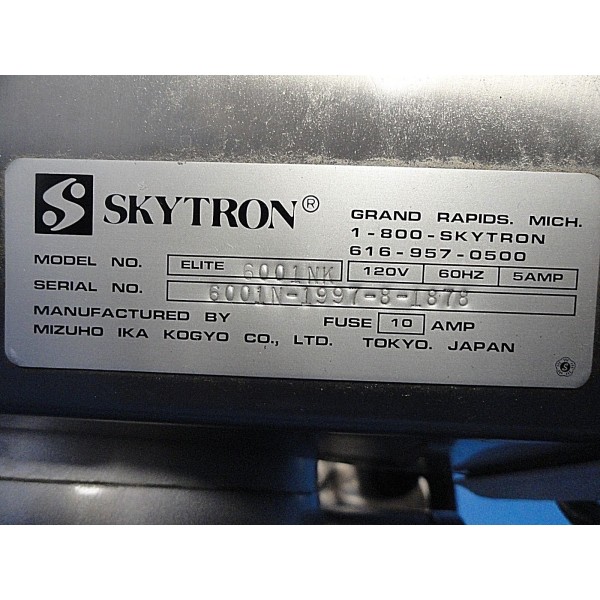 SKYTRON®
GRAND RAPIDS. MICH.
1-800-SKYTRON
616-957-0500
MODEL NO. ELITE 6001NK 120V 60HZ 5AMP
SERIAL NO. 6001N-1997-8-1878
MANUFACTURED BY FUSE 10 AMP
MIZUHO IKA KOGYO CO., LTD. TOKYO. JAPAN